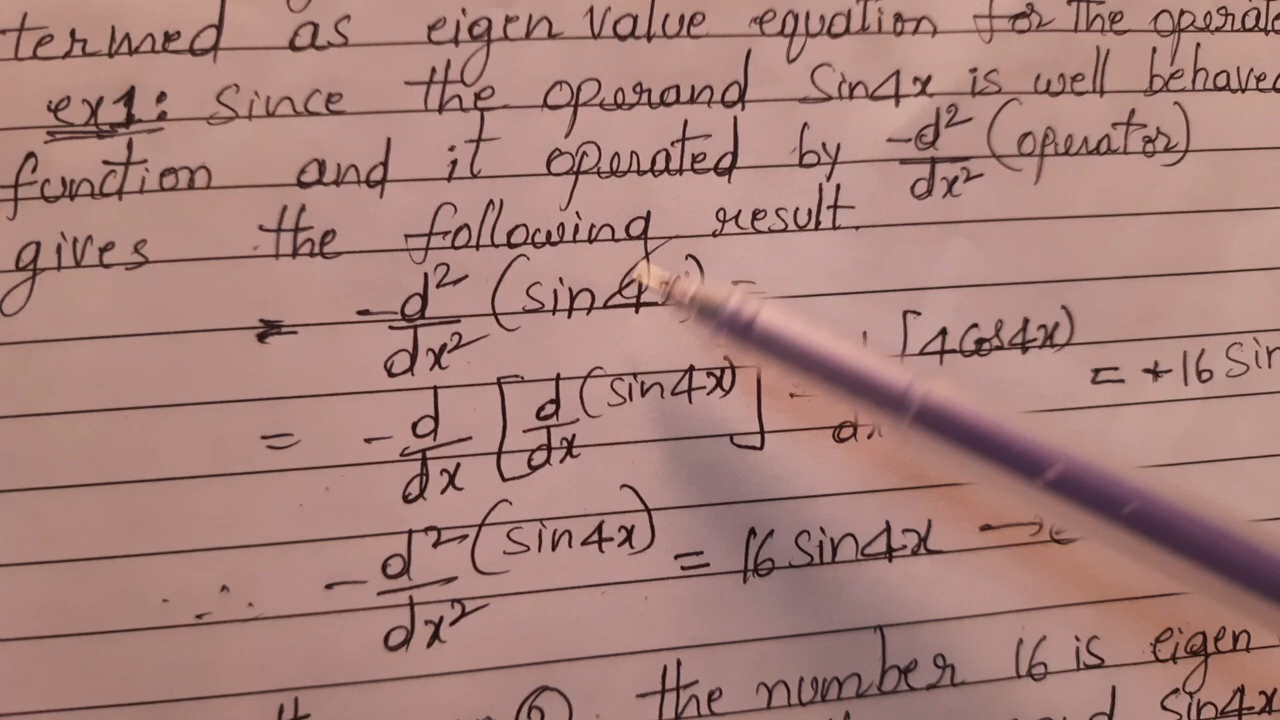 termed as eigen value equation for the operato
ex1: Since the operand Sin4x is well behaved
function and it operated by -d²/dx² (operator)
gives the following result.
= -d²/dx² (sin4x) =
= -d/dx [d/dx (sin4x)] - [4Cos4x) = +16 Sin
∴ -d²/dx² (sin4x) = 16 sin4x →
the number 16 is eigen
sin4x